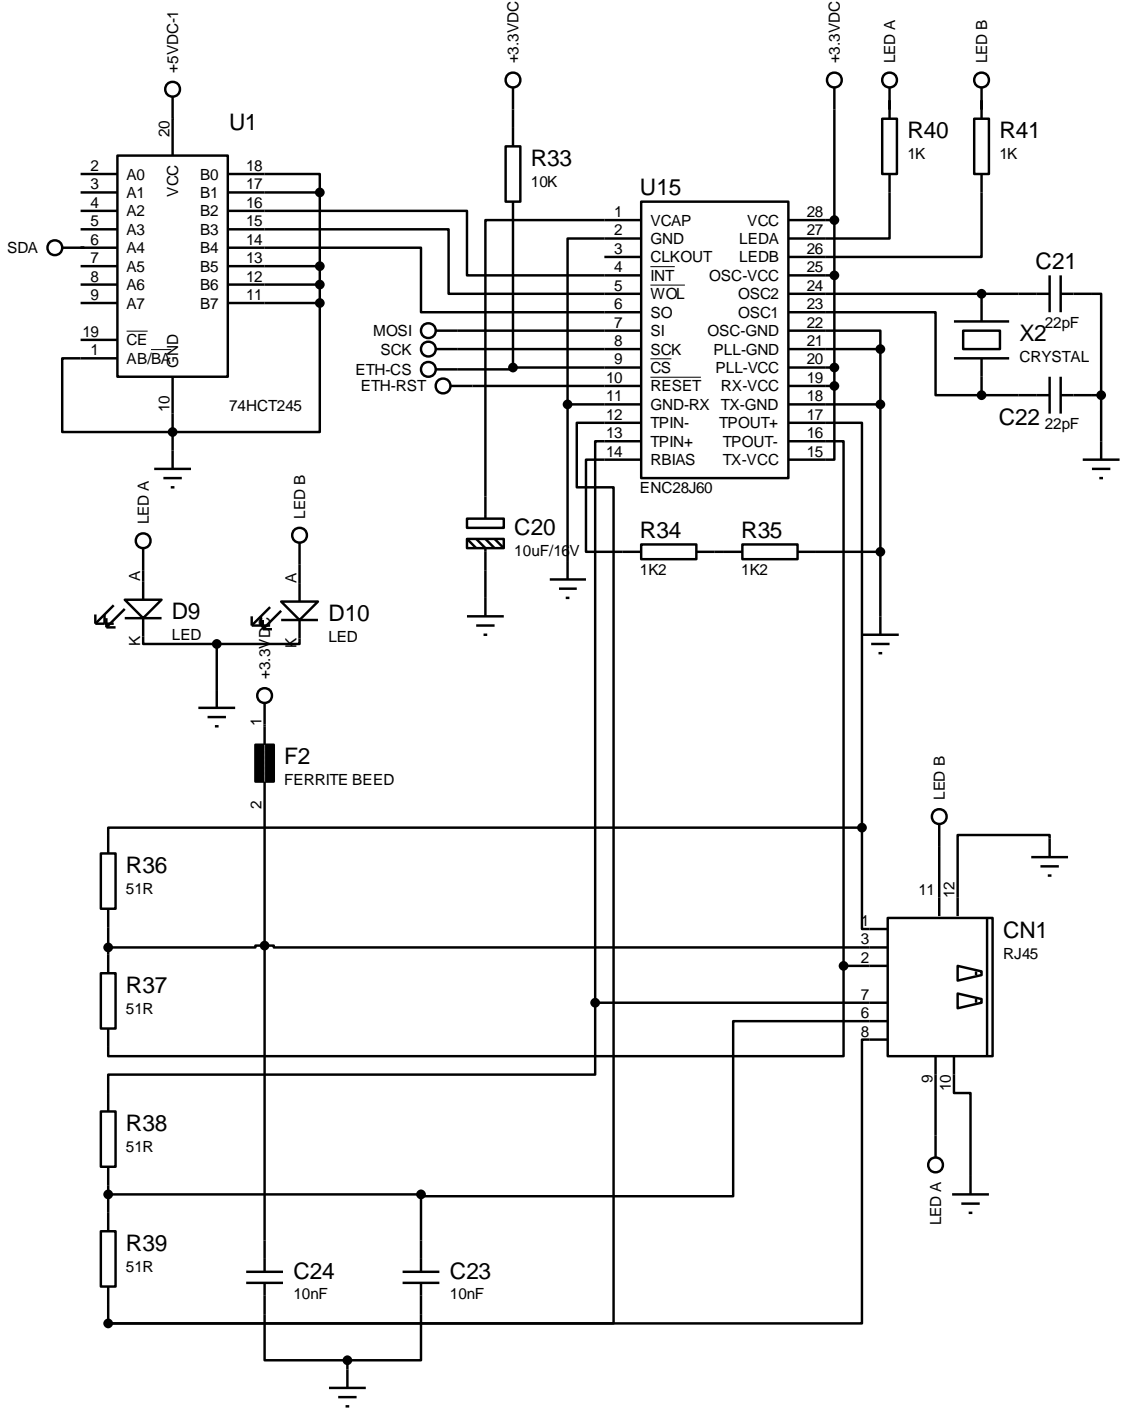 +5VDC-1
+3.3VDC
+3.3VDC
LED A
LED B
20
U1
R33
10K
R40
1K
R41
1K
U15
2 A0 B0 18
3 A1 B1 17
4 A2 B2 16
5 A3 B3 15
SDA 6 A4 B4 14
7 A5 B5 13
8 A6 B6 12
9 A7 B7 11
19 CE
1 AB/BA
VCC
GND
10
74HCT245
1 VCAP VCC 28
2 GND LEDA 27
3 CLKOUT LEDB 26
4 INT OSC-VCC 25
5 WOL OSC2 24
6 SO OSC1 23
MOSI 7 SI OSC-GND 22
SCK 8 SCK PLL-GND 21
ETH-CS 9 CS PLL-VCC 20
ETH-RST 10 RESET RX-VCC 19
11 GND-RX TX-GND 18
12 TPIN- TPOUT+ 17
13 TPIN+ TPOUT- 16
14 RBIAS TX-VCC 15
ENC28J60
C21
22pF
X2
CRYSTAL
C22
22pF
LED A
LED B
C20
10uF/16V
R34
1K2
R35
1K2
A
D9
LED
K
A
D10
LED
K
+3.3VDC
1
F2
FERRITE BEED
2
LED B
R36
51R
11
12
1
3
2
7
6
8
CN1
RJ45
R37
51R
9
10
LED A
R38
51R
R39
51R
C24
10nF
C23
10nF